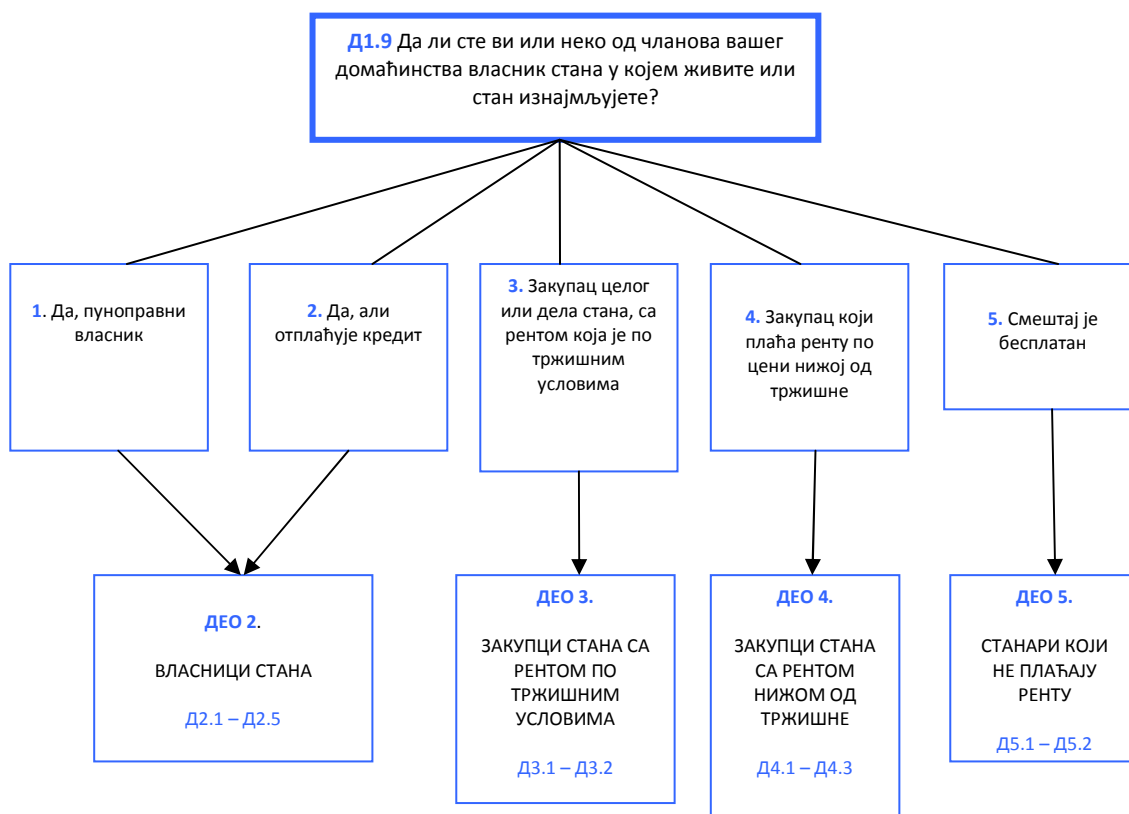 Д1.9 Да ли сте ви или неко од чланова вашег
домаћинства власник стана у којем живите или
стан изнајмљујете?
1. Да, пуноправни
власник
2. Да, али
отплаћује кредит
3. Закупац целог
или дела стана, са
рентом која је по
тржишним
условима
4. Закупац који
плаћа ренту по
цени нижој од
тржишне
5. Смештај је
бесплатан
ДЕО 2.
ВЛАСНИЦИ СТАНА
Д2.1 – Д2.5
ДЕО 3.
ЗАКУПЦИ СТАНА СА
РЕНТОМ ПО
ТРЖИШНИМ
УСЛОВИМА
Д3.1 – Д3.2
ДЕО 4.
ЗАКУПЦИ СТАНА
СА РЕНТОМ
НИЖОМ ОД
ТРЖИШНЕ
Д4.1 – Д4.3
ДЕО 5.
СТАНАРИ КОЈИ
НЕ ПЛАЋАЈУ
РЕНТУ
Д5.1 – Д5.2